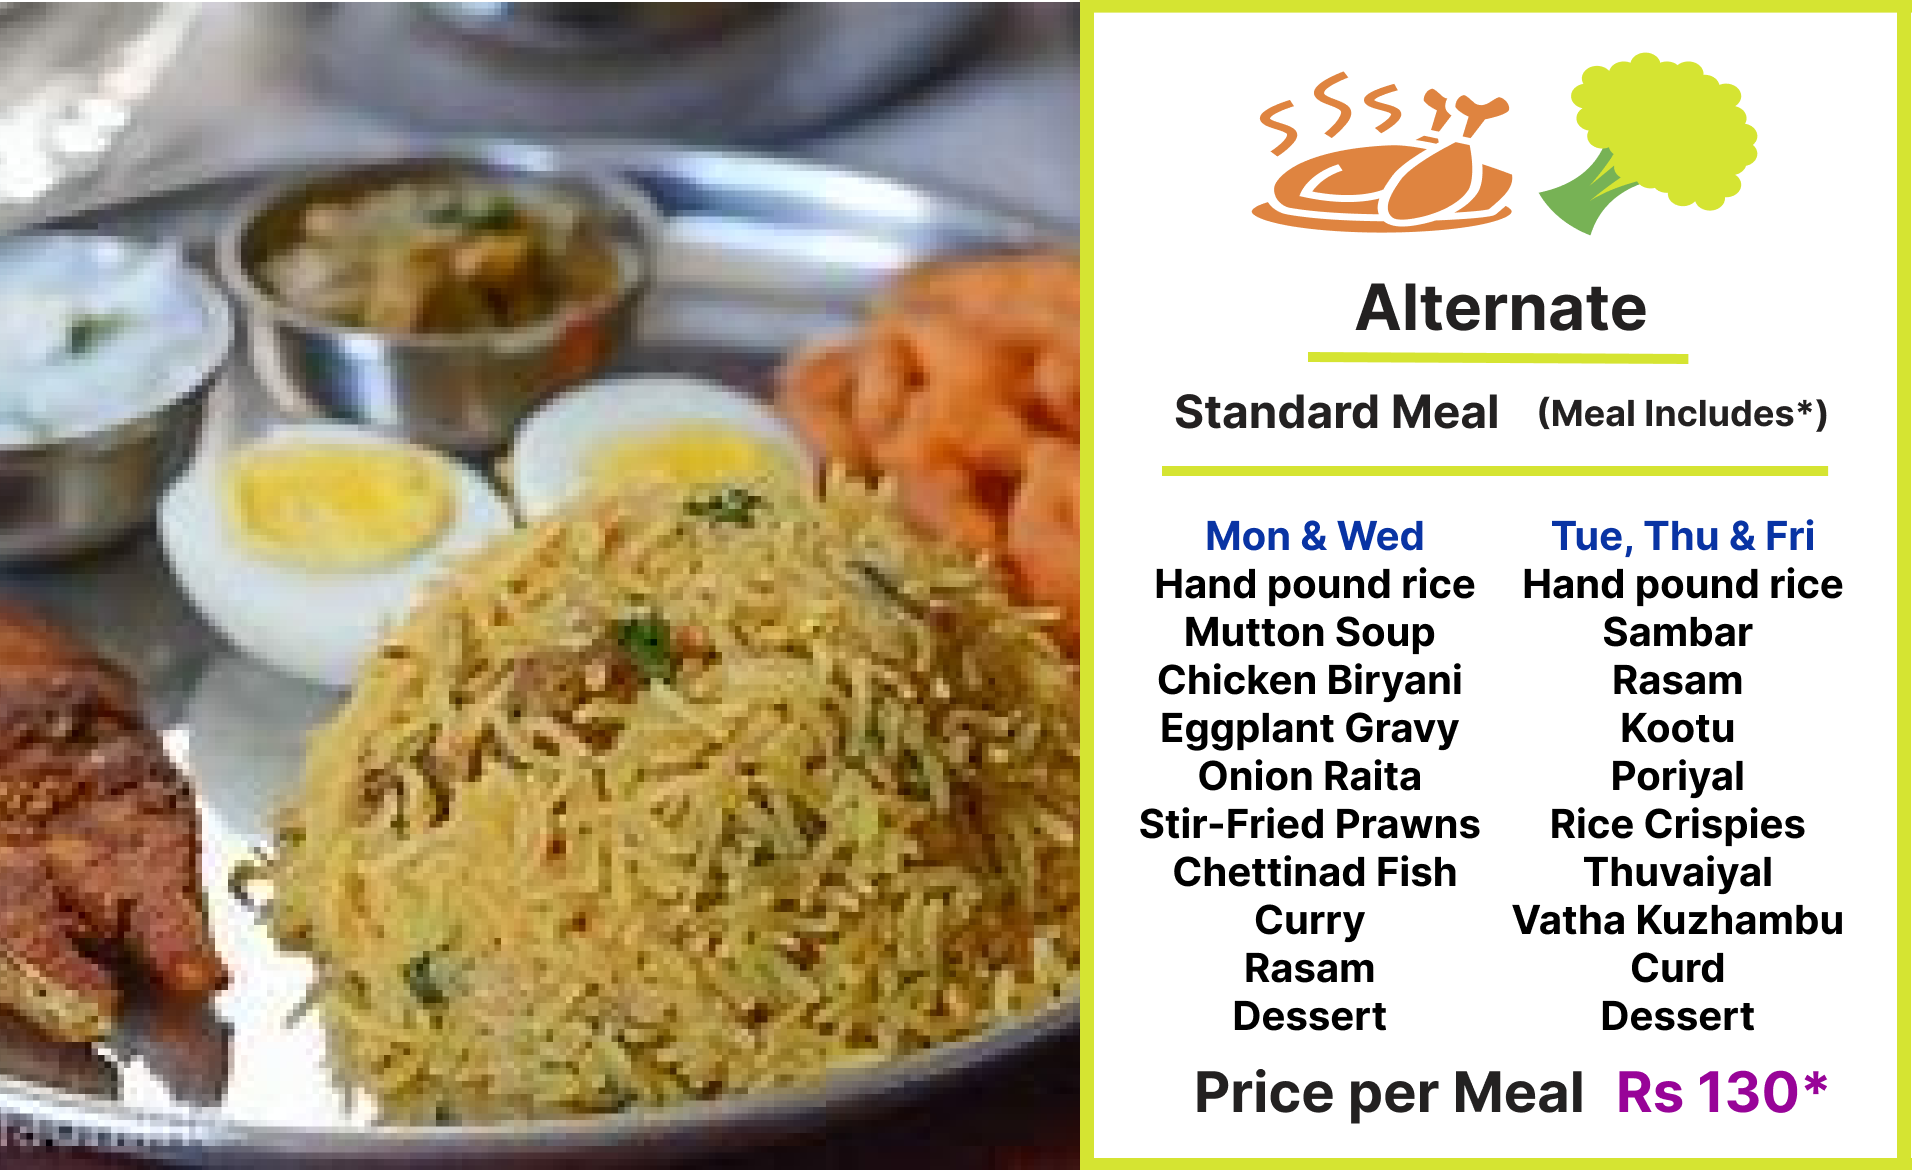 Alternate
Standard Meal (Meal Includes*)
Mon & Wed
Hand pound rice
Mutton Soup
Chicken Biryani
Eggplant Gravy
Onion Raita
Stir-Fried Prawns
Chettinad Fish
Curry
Rasam
Dessert
Tue, Thu & Fri
Hand pound rice
Sambar
Rasam
Kootu
Poriyal
Rice Crispies
Thuvaiyal
Vatha Kuzhambu
Curd
Dessert
Price per Meal Rs 130*